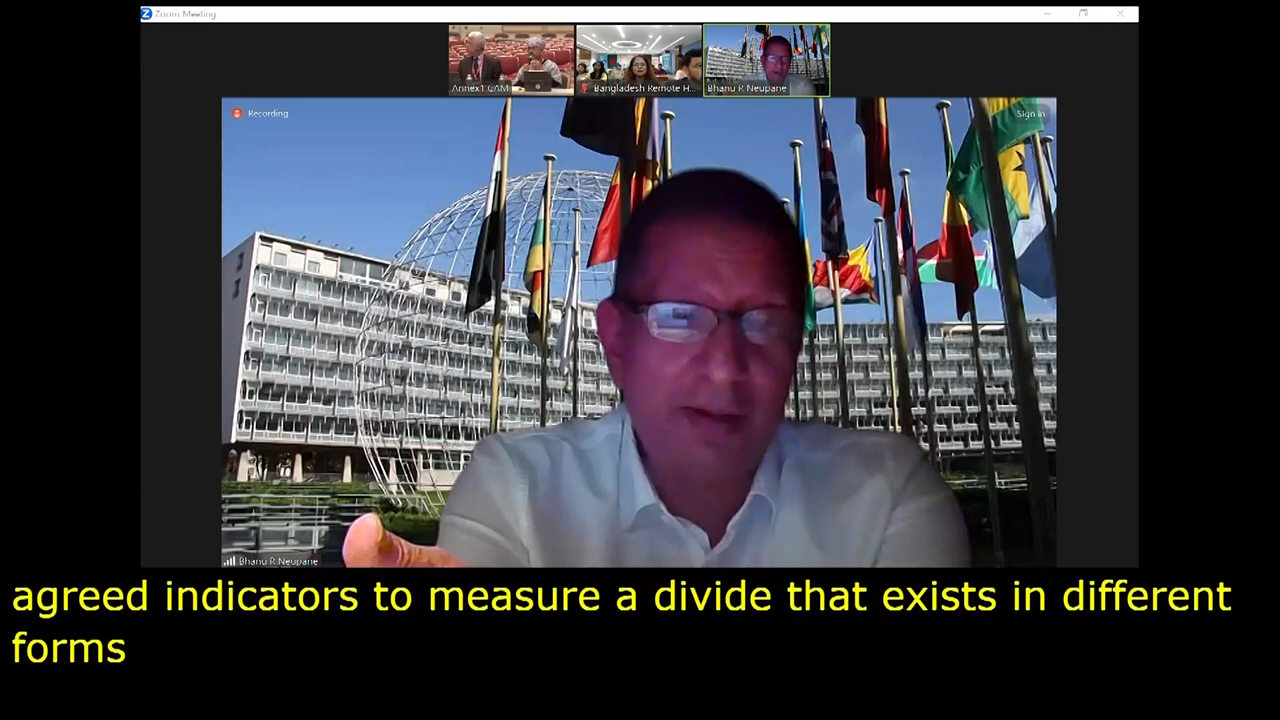 Zoom Meeting
Annex1 CAM
Bangladesh Remote H...
Bhanu R Neupane
Recording
Sign in
Bhanu R Neupane
agreed indicators to measure a divide that exists in different
forms